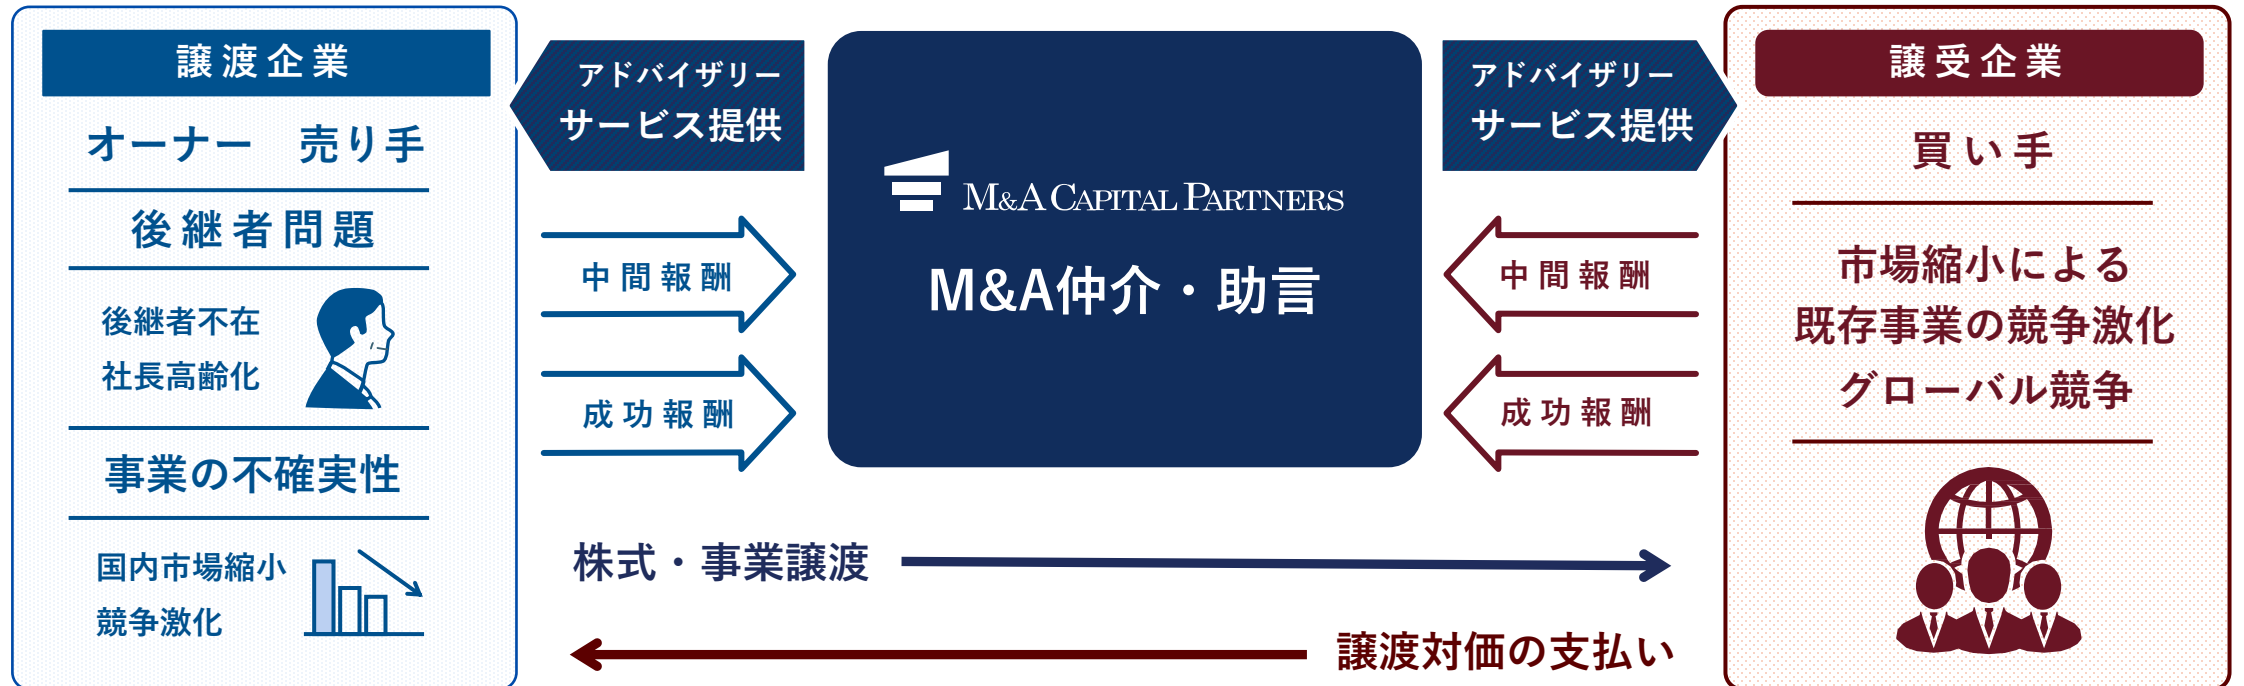 譲渡企業
オーナー　売り手
後継者問題
後継者不在
社長高齢化
事業の不確実性
国内市場縮小
競争激化
アドバイザリー
サービス提供
中間報酬
成功報酬
M&A CAPITAL PARTNERS
M&A仲介・助言
アドバイザリー
サービス提供
中間報酬
成功報酬
株式・事業譲渡
譲渡対価の支払い
譲受企業
買い手
市場縮小による
既存事業の競争激化
グローバル競争